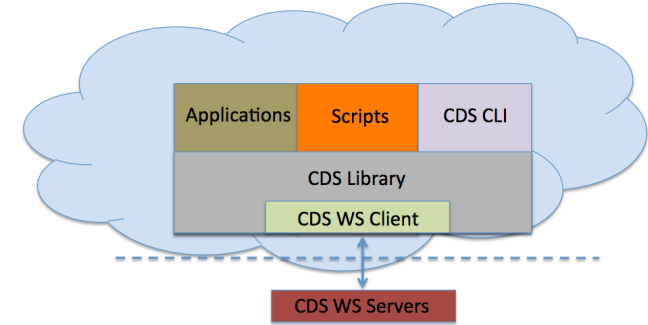 Applications
Scripts
CDS CLI
CDS Library
CDS WS Client
CDS WS Servers